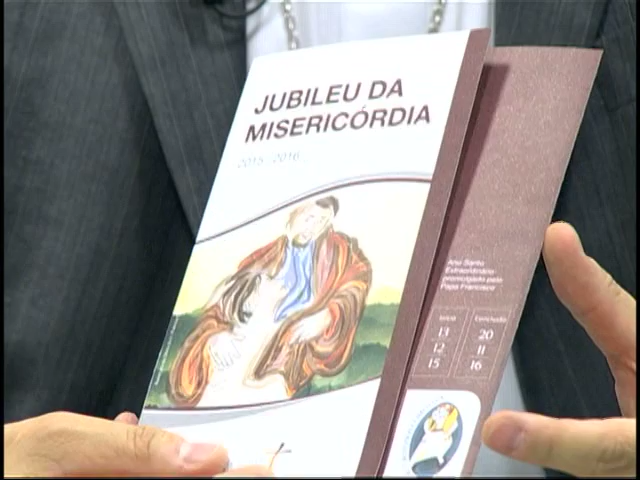 JUBILEU DA
MISERICÓRDIA
2015 - 2016
Ano Santo
Extraordinário
promulgado pelo
Papa Francisco
Início
13
12
15
Conclusão
20
11
16